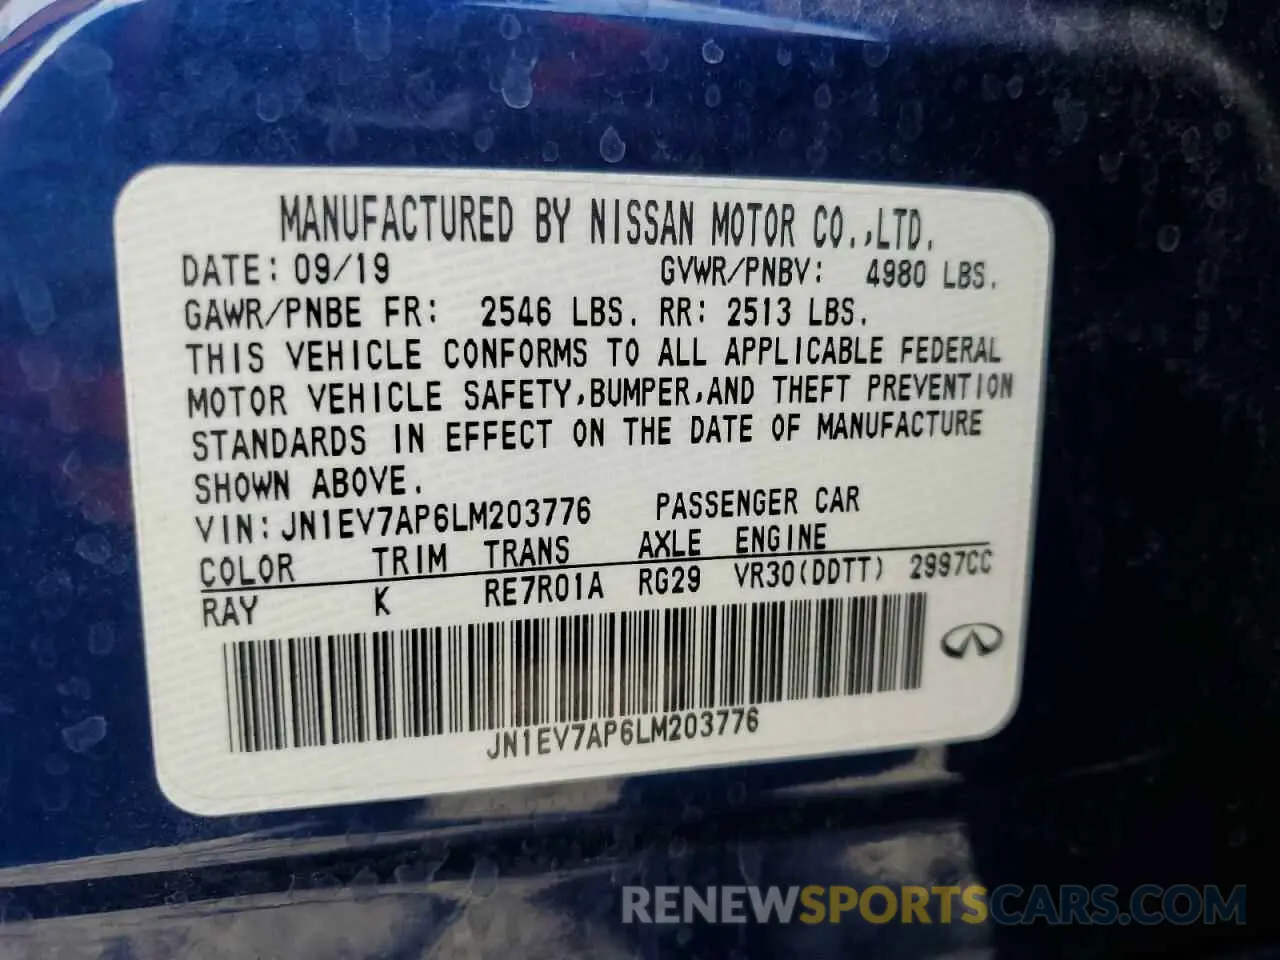 MANUFACTURED BY NISSAN MOTOR CO.,LTD.
DATE: 09/19 GVWR/PNBV: 4980 LBS.
GAWR/PNBE FR: 2546 LBS. RR: 2513 LBS.
THIS VEHICLE CONFORMS TO ALL APPLICABLE FEDERAL
MOTOR VEHICLE SAFETY,BUMPER,AND THEFT PREVENTION
STANDARDS IN EFFECT ON THE DATE OF MANUFACTURE
SHOWN ABOVE.
VIN: JN1EV7AP6LM203776 PASSENGER CAR
COLOR TRIM TRANS AXLE ENGINE
RAY K RE7R01A RG29 VR30(DDTT) 2997CC
JN1EV7AP6LM203776
RENEWSPORTSCARS.COM